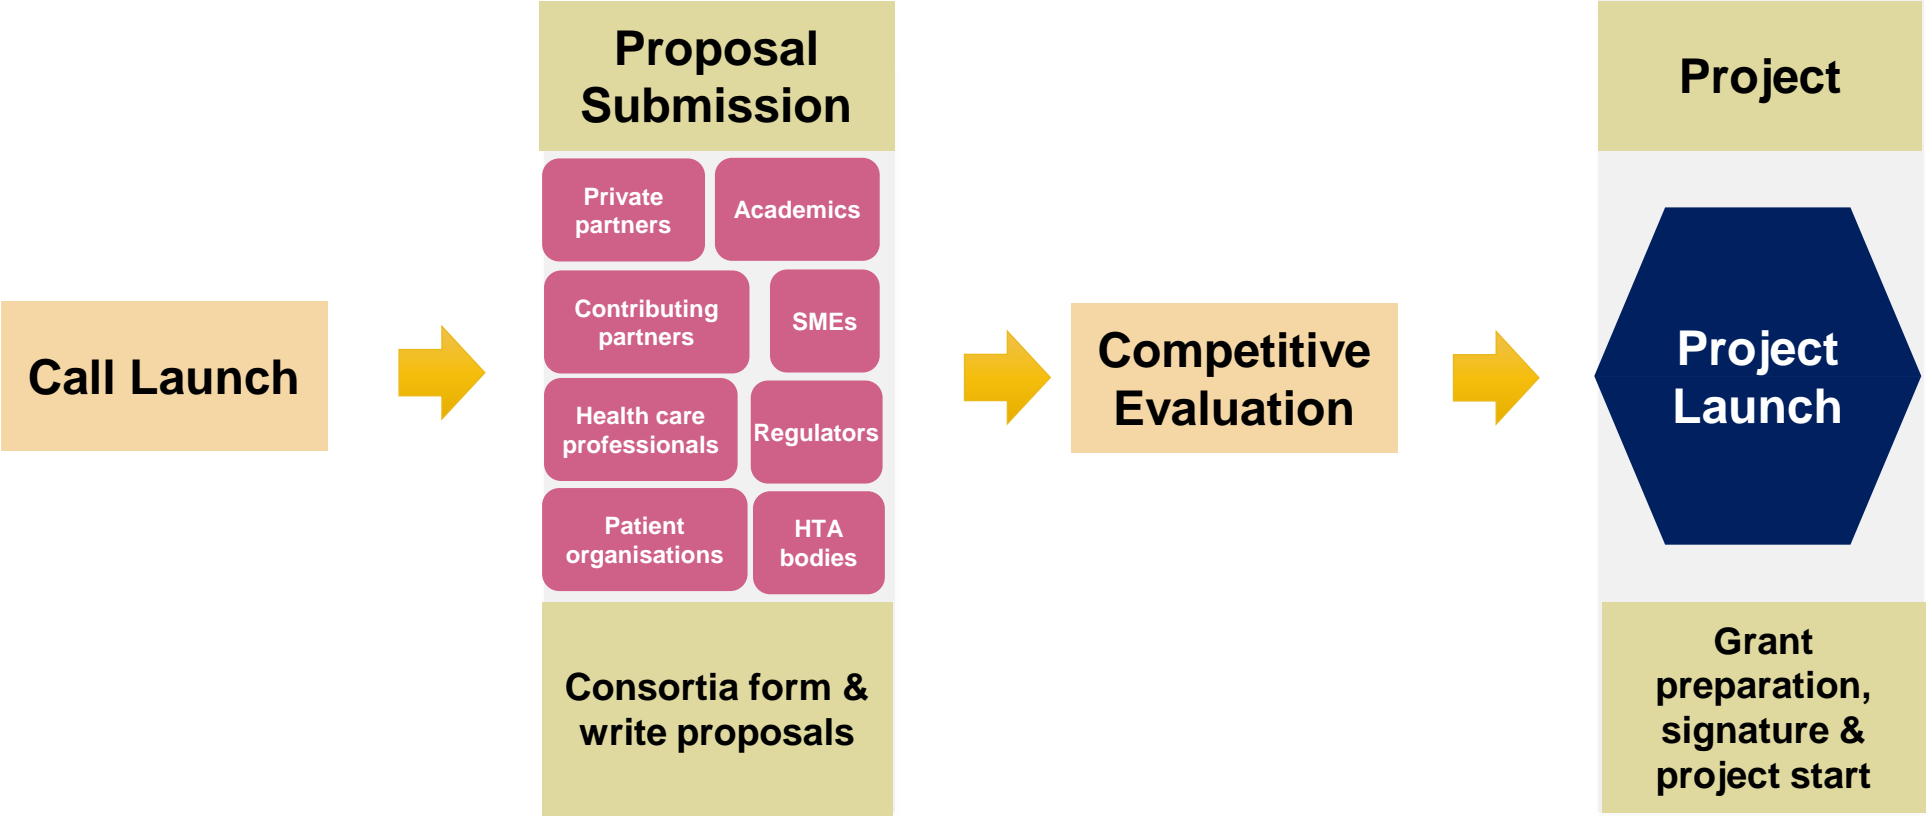 Call Launch
Proposal
Submission
Private
partners
Academics
Contributing
partners
SMEs
Health care
professionals
Regulators
Patient
organisations
HTA
bodies
Consortia form &
write proposals
Competitive
Evaluation
Project
Project
Launch
Grant
preparation,
signature &
project start